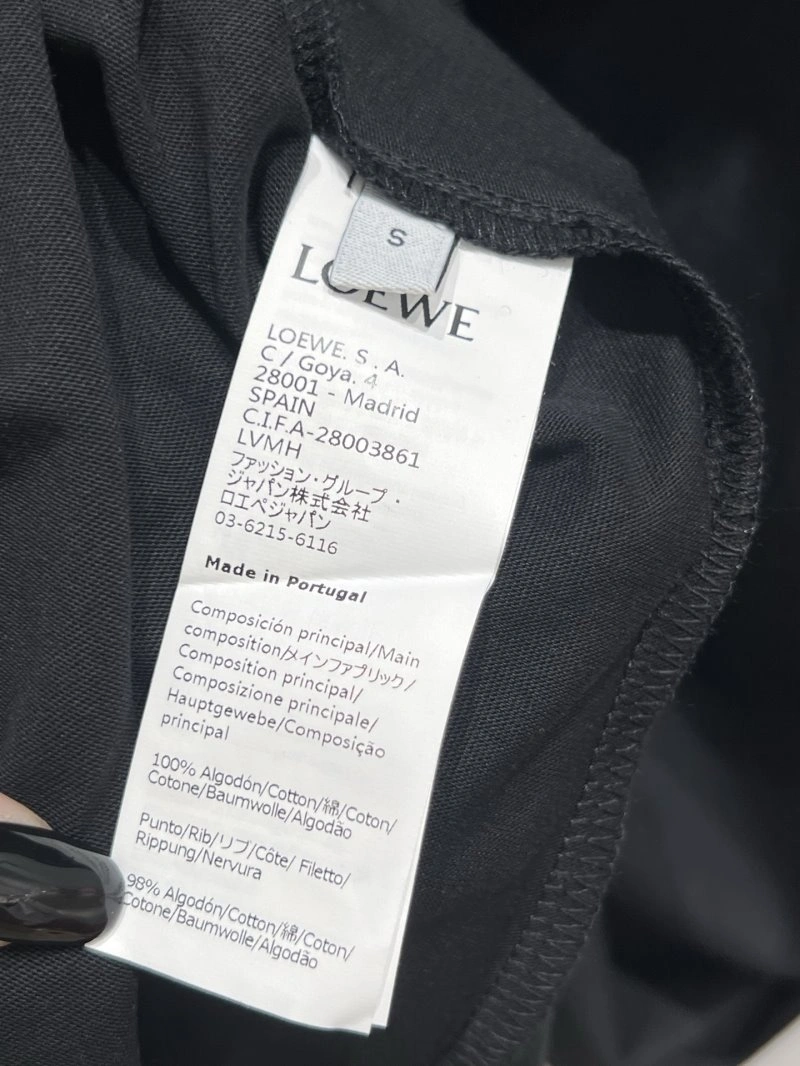 S
LOEWE
LOEWE. S. A.
C / Goya. 4
28001 - Madrid
SPAIN
C.I.F.A-28003861
LVMH
ファッション・グループ・
ジャパン株式会社
ロエベジャパン
03-6215-6116
Made in Portugal
Composición principal/Main
composition/メインファブリック/
Composition principal/
Composizione principale/
Hauptgewebe/Composição
principal
100% Algodón/Cotton/綿/Coton/
Cotone/Baumwolle/Algodão
Punto/Rib/リブ/Côte/ Filetto/
Rippung/Nervura
98% Algodón/Cotton/綿/Coton/
Cotone/Baumwolle/Algodão